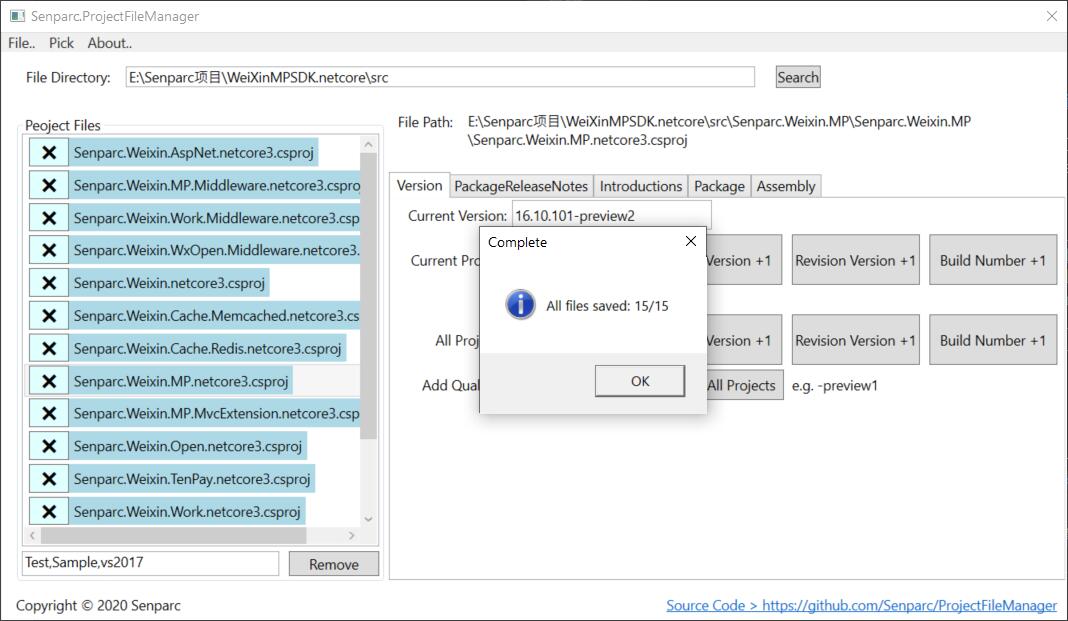 Senparc.ProjectFileManager
File.. Pick About..
File Directory: E:\Senparc项目\WeiXinMPSDK.netcore\src Search
Peoject Files
Senparc.Weixin.AspNet.netcore3.csproj
Senparc.Weixin.MP.Middleware.netcore3.cspro
Senparc.Weixin.Work.Middleware.netcore3.csp
Senparc.Weixin.WxOpen.Middleware.netcore3.
Senparc.Weixin.netcore3.csproj
Senparc.Weixin.Cache.Memcached.netcore3.cs
Senparc.Weixin.Cache.Redis.netcore3.csproj
Senparc.Weixin.MP.netcore3.csproj
Senparc.Weixin.MP.MvcExtension.netcore3.csp
Senparc.Weixin.Open.netcore3.csproj
Senparc.Weixin.TenPay.netcore3.csproj
Senparc.Weixin.Work.netcore3.csproj
Test,Sample,vs2017 Remove
File Path: E:\Senparc项目\WeiXinMPSDK.netcore\src\Senparc.Weixin.MP\Senparc.Weixin.MP
\Senparc.Weixin.MP.netcore3.csproj
Version PackageReleaseNotes Introductions Package Assembly
Current Version: 16.10.101-preview2
Current Pro Version +1 Revision Version +1 Build Number +1
All Proj Version +1 Revision Version +1 Build Number +1
Add Qual All Projects e.g. -preview1
Complete
All files saved: 15/15
OK
Copyright © 2020 Senparc
Source Code > https://github.com/Senparc/ProjectFileManager